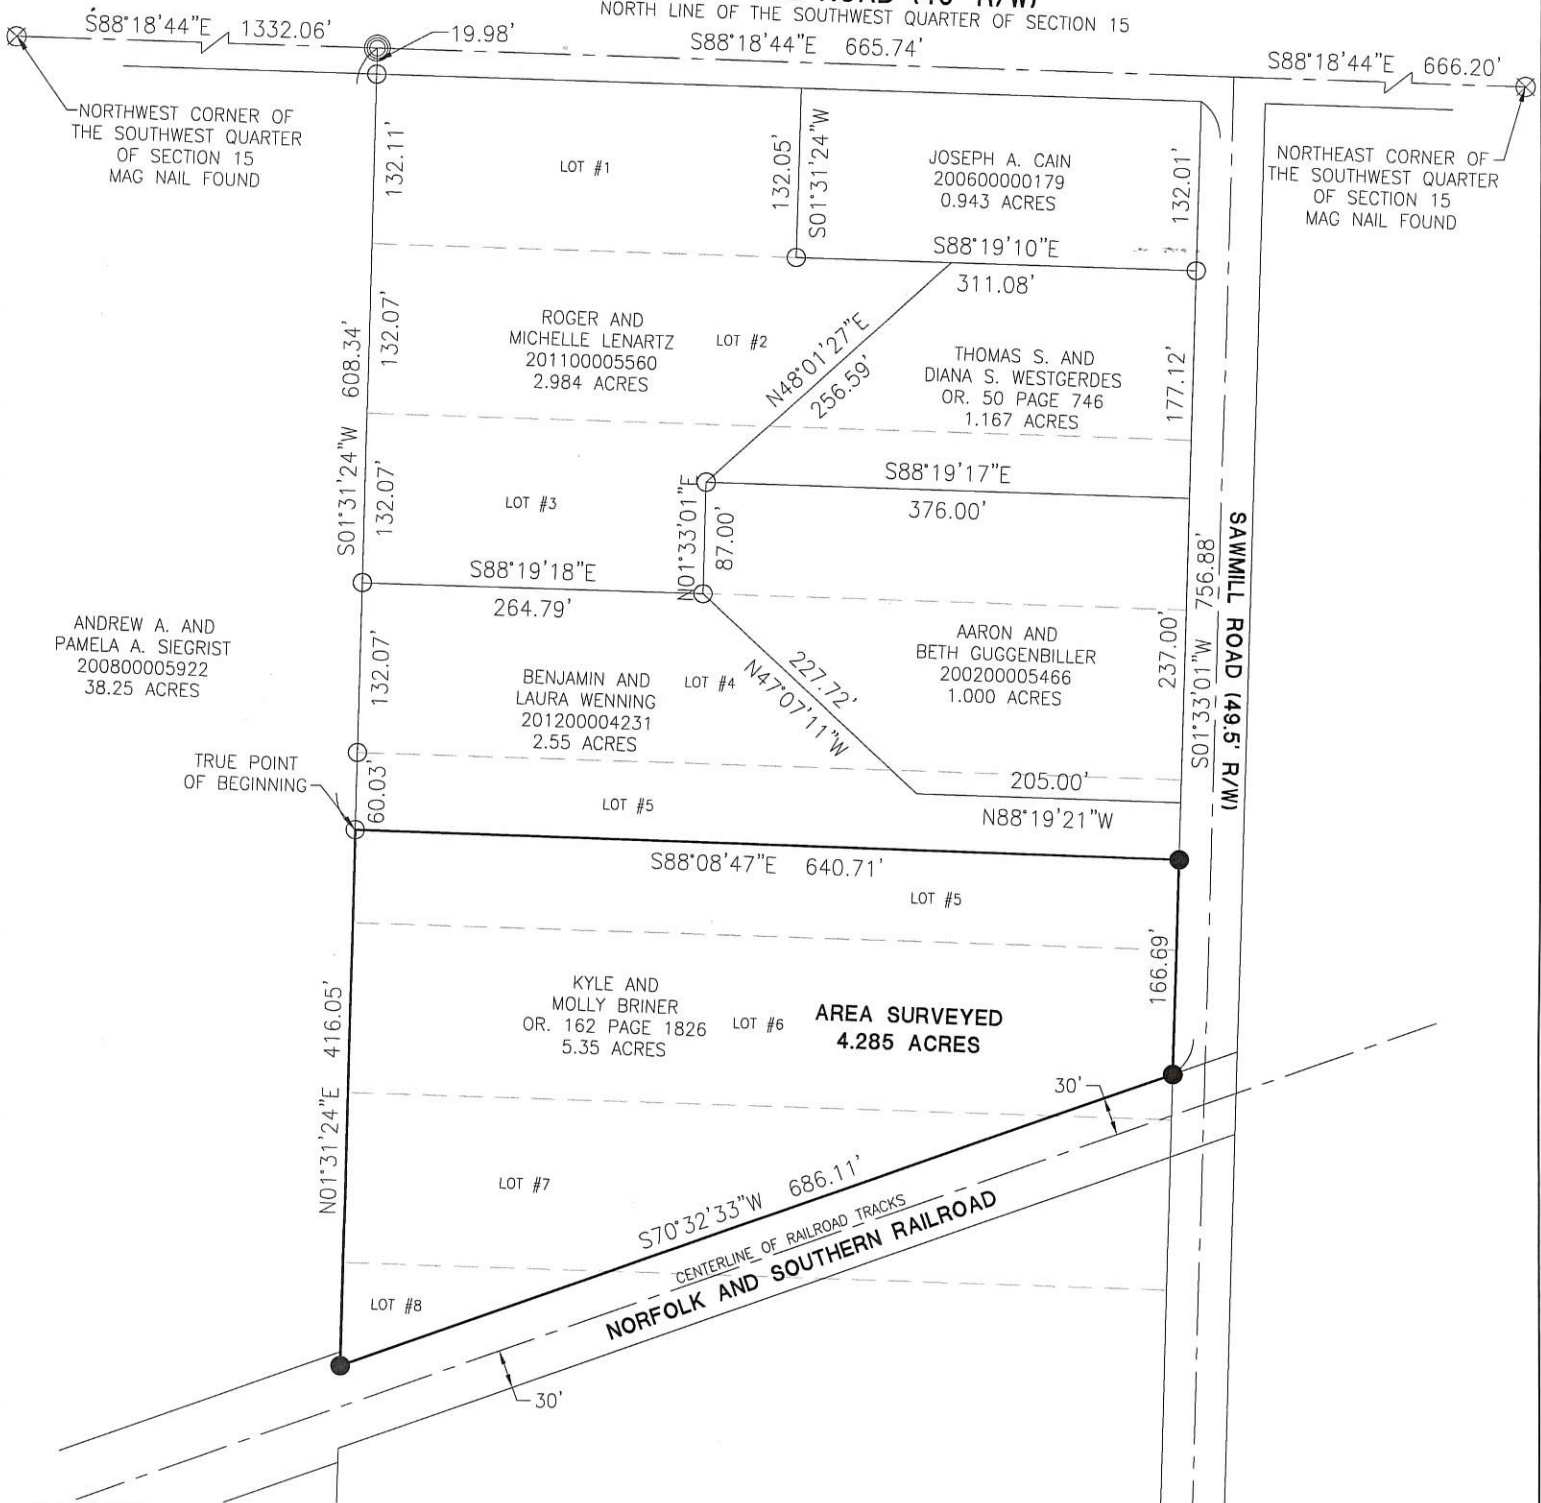 ROAD (40' R/W)
NORTH LINE OF THE SOUTHWEST QUARTER OF SECTION 15
S88°18'44"E 1332.06'
19.98'
S88°18'44"E 665.74'
S88°18'44"E 666.20'
NORTHWEST CORNER OF
THE SOUTHWEST QUARTER
OF SECTION 15
MAG NAIL FOUND
NORTHEAST CORNER OF
THE SOUTHWEST QUARTER
OF SECTION 15
MAG NAIL FOUND
132.11'
LOT #1
132.05'
S01°31'24"W
JOSEPH A. CAIN
200600000179
0.943 ACRES
132.01'
S88°19'10"E
311.08'
S01°31'24"W 608.34'
132.07'
ROGER AND
MICHELLE LENARTZ
201100005560
2.984 ACRES
LOT #2
N48°01'27"E
256.59'
THOMAS S. AND
DIANA S. WESTGERDES
OR. 50 PAGE 746
1.167 ACRES
177.12'
132.07'
LOT #3
N01°33'01"E
87.00'
S88°19'17"E
376.00'
S88°19'18"E
264.79'
S01°33'01"W 756.88'
SAWMILL ROAD (49.5' R/W)
ANDREW A. AND
PAMELA A. SIEGRIST
200800005922
38.25 ACRES
132.07'
BENJAMIN AND
LAURA WENNING
201200004231
2.55 ACRES
LOT #4
227.72'
N47°07'11"W
AARON AND
BETH GUGGENBILLER
200200005466
1.000 ACRES
237.00'
TRUE POINT
OF BEGINNING
60.03'
LOT #5
205.00'
N88°19'21"W
S88°08'47"E 640.71'
LOT #5
N01°31'24"E 416.05'
KYLE AND
MOLLY BRINER
OR. 162 PAGE 1826
5.35 ACRES
LOT #6
AREA SURVEYED
4.285 ACRES
166.69'
30'
LOT #7
S70°32'33"W 686.11'
CENTERLINE OF RAILROAD TRACKS
NORFOLK AND SOUTHERN RAILROAD
LOT #8
30'